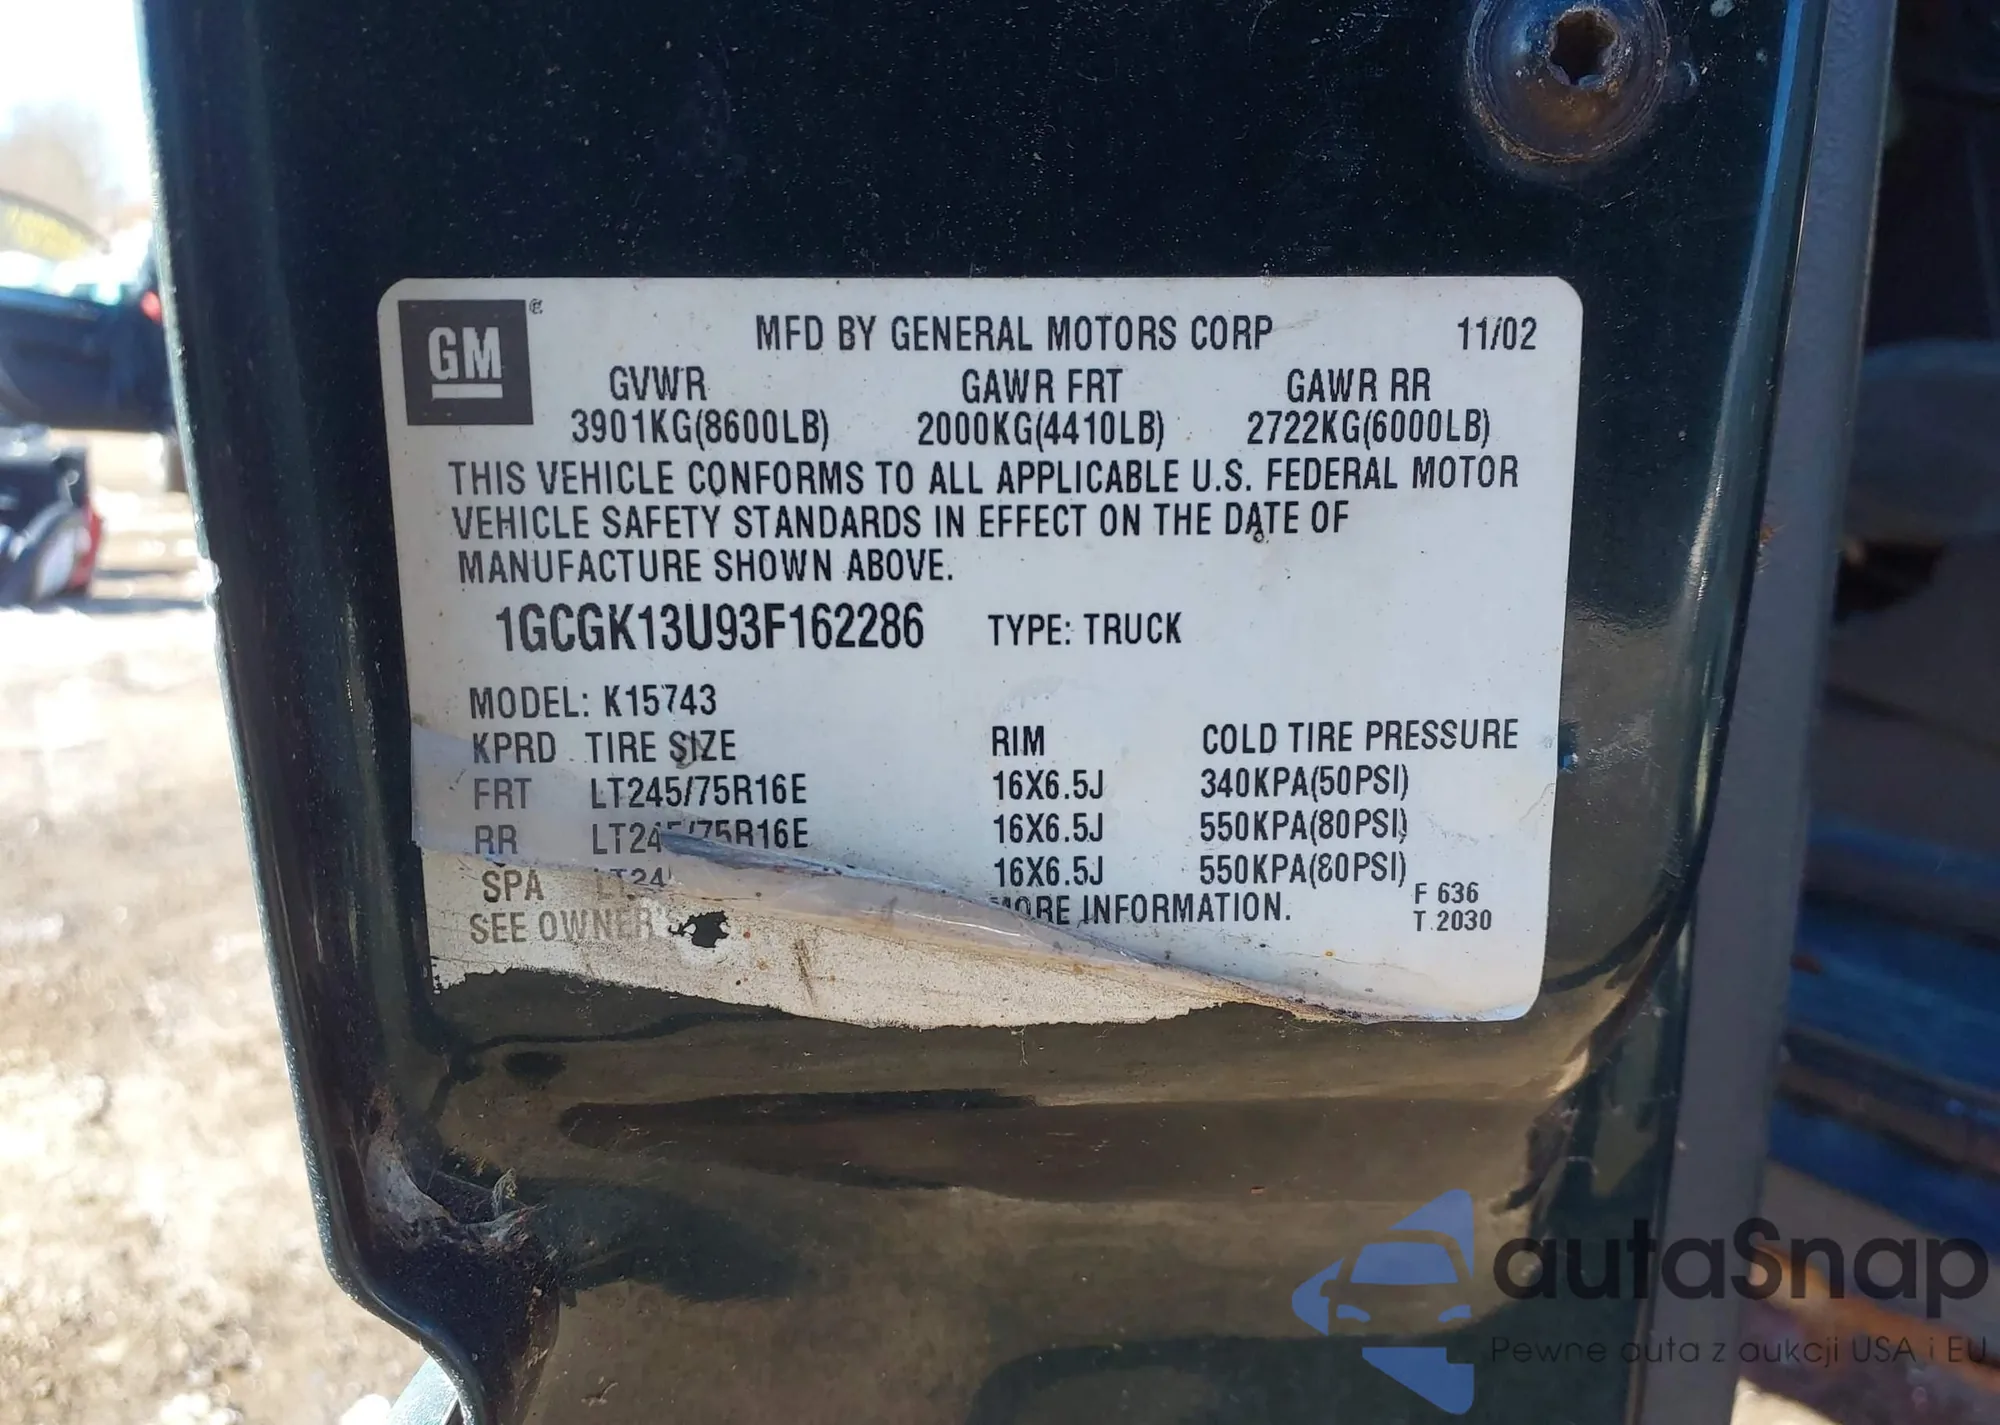 GM ®
MFD BY GENERAL MOTORS CORP 11/02
GVWR GAWR FRT GAWR RR
3901KG(8600LB) 2000KG(4410LB) 2722KG(6000LB)
THIS VEHICLE CONFORMS TO ALL APPLICABLE U.S. FEDERAL MOTOR
VEHICLE SAFETY STANDARDS IN EFFECT ON THE DATE OF
MANUFACTURE SHOWN ABOVE.
1GCGK13U93F162286 TYPE: TRUCK
MODEL: K15743
KPRD TIRE SIZE RIM COLD TIRE PRESSURE
FRT LT245/75R16E 16X6.5J 340KPA(50PSI)
RR LT245/75R16E 16X6.5J 550KPA(80PSI)
SPA 16X6.5J 550KPA(80PSI)
SEE OWNER'S MORE INFORMATION.
F 636
T 2030
autaSnap
Pewne auta z aukcji USA i EU